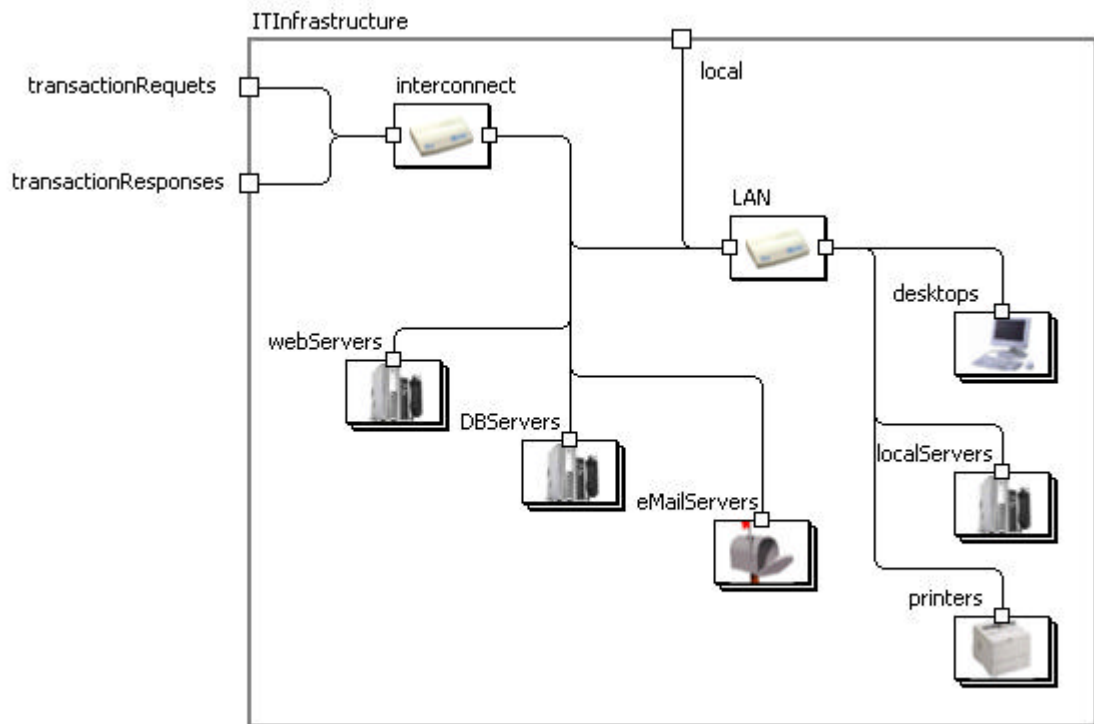 ITInfrastructure
transactionRequets
interconnect
local
transactionResponses
LAN
desktops
webServers
DBServers
localServers
eMailServers
printers